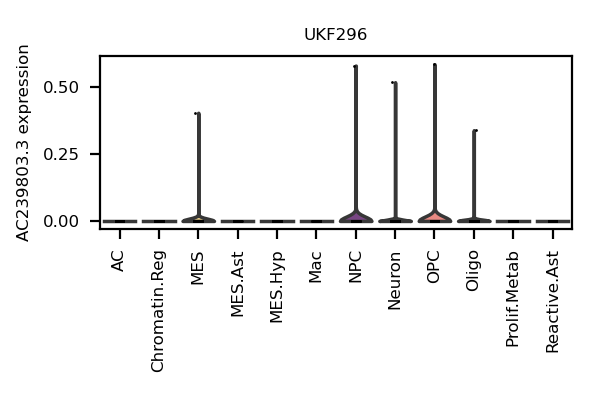 UKF296
AC239803.3 expression
0.50
0.25
0.00
AC
Chromatin.Reg
MES
MES.Ast
MES.Hyp
Mac
NPC
Neuron
OPC
Oligo
Prolif.Metab
Reactive.Ast